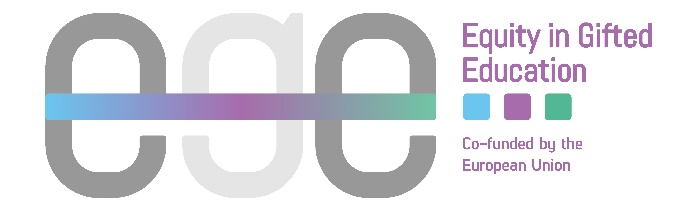 ege
Equity in Gifted
Education
Co-funded by the
European Union